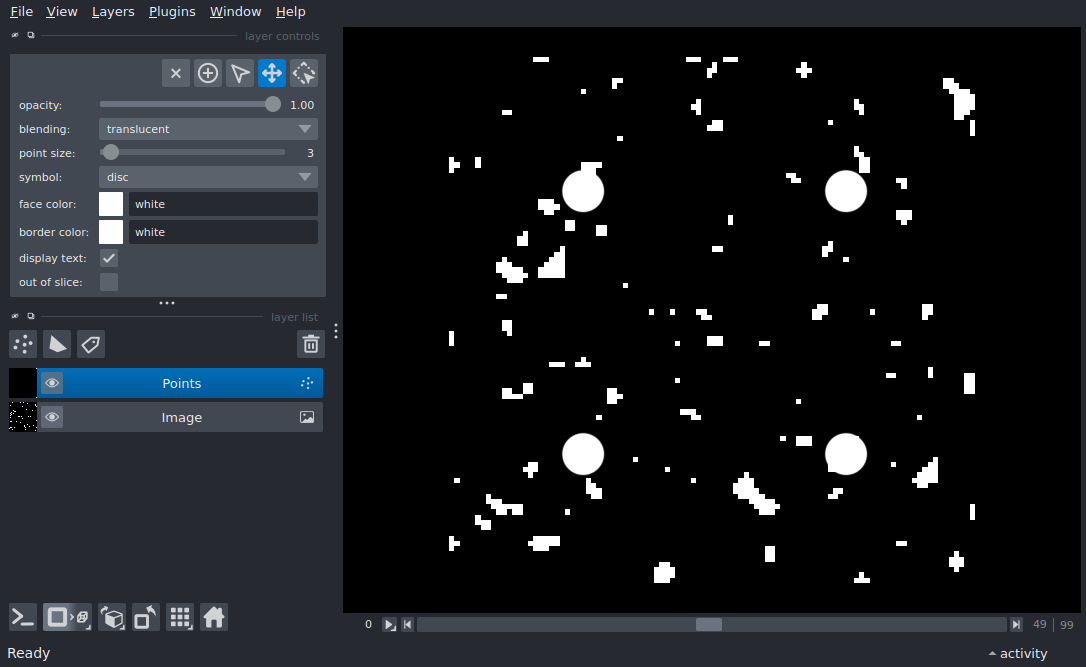 File View Layers Plugins Window Help
layer controls
opacity: 1.00
blending: translucent
point size: 3
symbol: disc
face color: white
border color: white
display text:
out of slice:
layer list
Points
Image
0 49 | 99
Ready activity